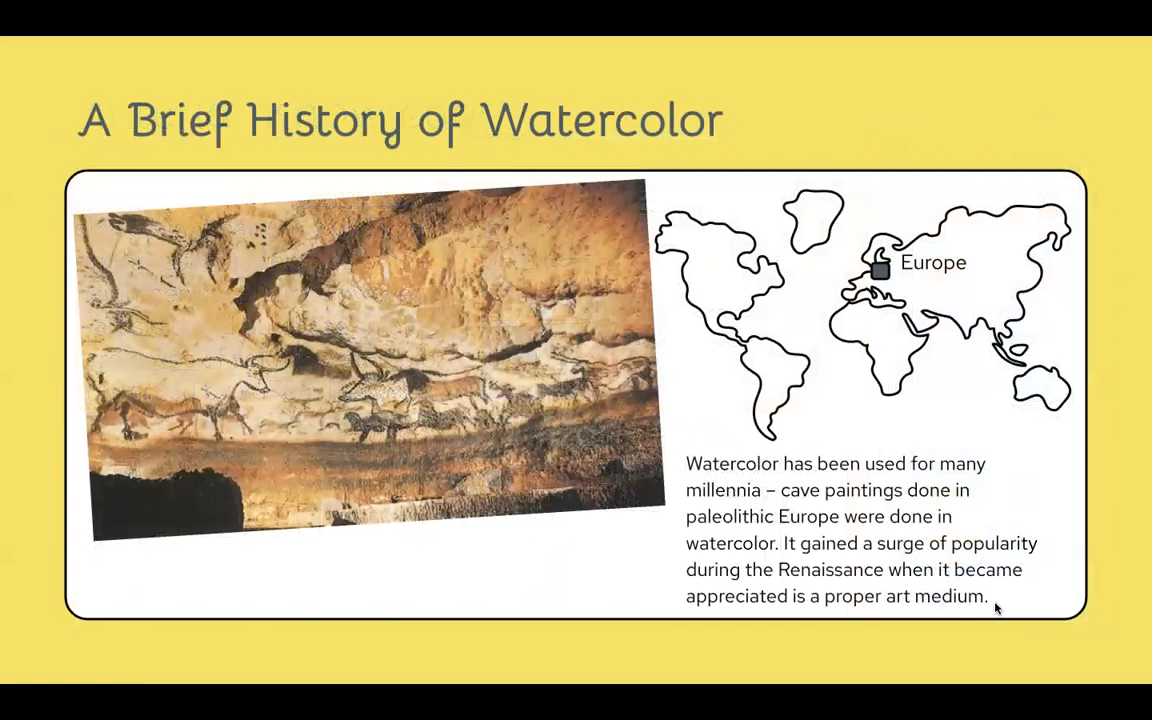 A Brief History of Watercolor
Europe
Watercolor has been used for many
millennia – cave paintings done in
paleolithic Europe were done in
watercolor. It gained a surge of popularity
during the Renaissance when it became
appreciated is a proper art medium.